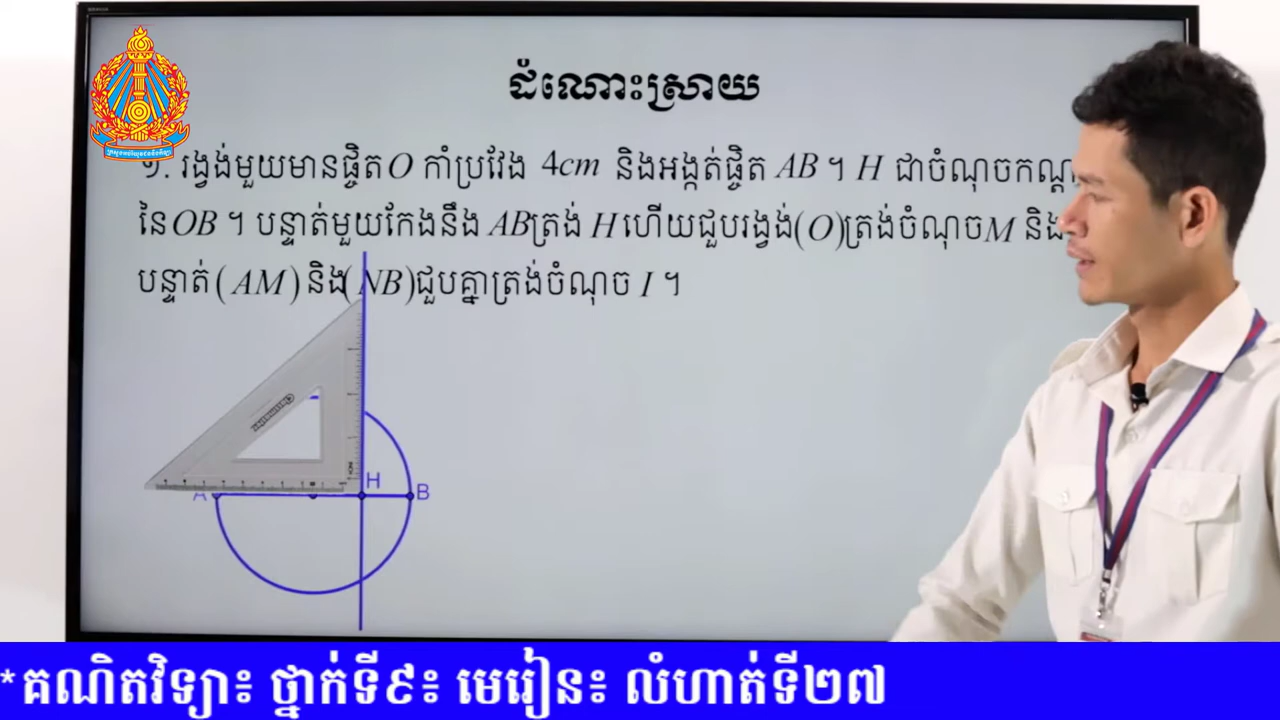 ដំណោះស្រាយ
១. រង្វង់មួយមានផ្ចិត O កាំប្រវែង 4cm និងអង្កត់ផ្ចិត AB ។ H ជាចំណុចកណ្ដ
នៃ OB ។ បន្ទាត់មួយកែងនឹង AB ត្រង់ H ហើយជួបរង្វង់(O)ត្រង់ចំណុច M និង
បន្ទាត់(AM) និង(NB)ជួបគ្នាត្រង់ចំណុច I ។
H
A
B
*គណិតវិទ្យា៖ ថ្នាក់ទី៩៖ មេរៀន៖ លំហាត់ទី២៧